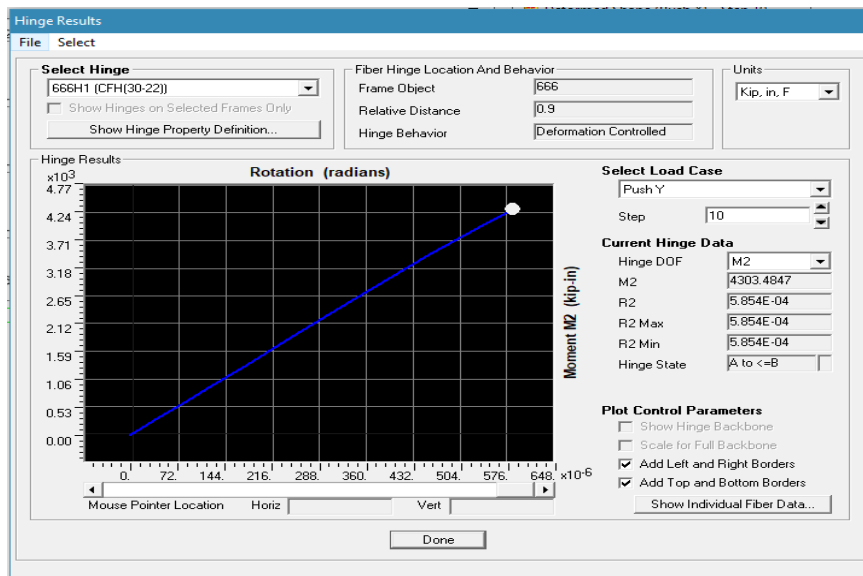 Hinge Results
File Select
Select Hinge
666H1 (CFH(30-22))
Show Hinges on Selected Frames Only
Show Hinge Property Definition...
Fiber Hinge Location And Behavior
Frame Object 666
Relative Distance 0.9
Hinge Behavior Deformation Controlled
Units
Kip, in, F
Hinge Results
x10³ Rotation (radians)
4.77
4.24
3.71
3.18
2.65
2.12
1.59
1.06
0.53
0.00
Moment M2 (kip-in)
0. 72. 144. 216. 288. 360. 432. 504. 576. 648. x10-6
Mouse Pointer Location Horiz Vert
Select Load Case
Push Y
Step 10
Current Hinge Data
Hinge DOF M2
M2 4303.4847
R2 5.854E-04
R2 Max 5.854E-04
R2 Min 5.854E-04
Hinge State A to <=B
Plot Control Parameters
Show Hinge Backbone
Scale for Full Backbone
Add Left and Right Borders
Add Top and Bottom Borders
Show Individual Fiber Data...
Done